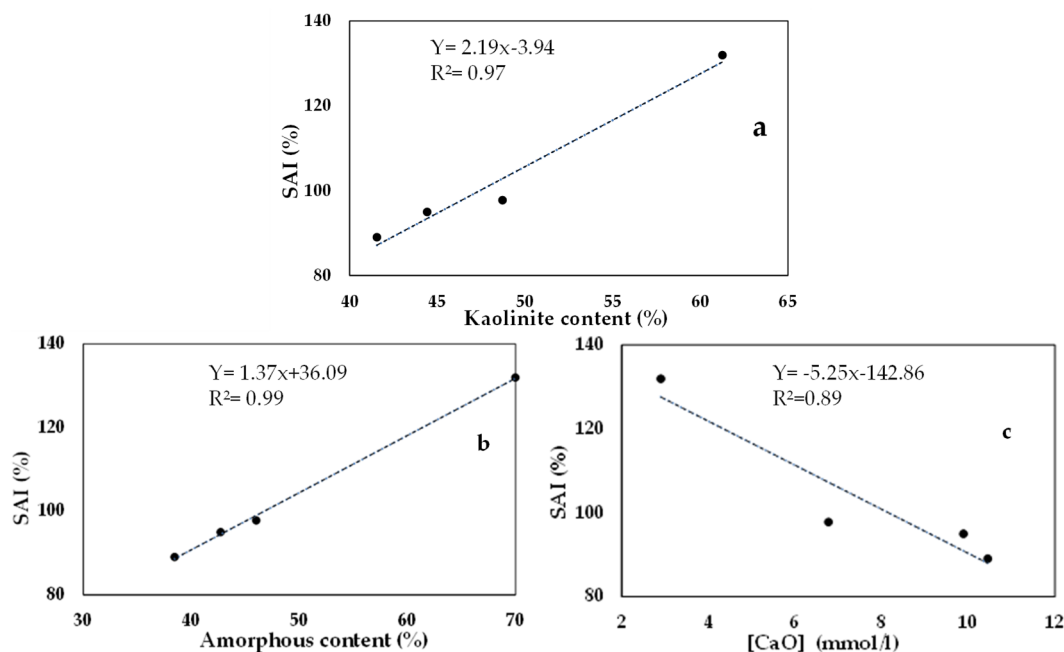 140
120
100
80
SAI (%)
Y= 2.19x-3.94
R²= 0.97
a
40 45 50 55 60 65
Kaolinite content (%)
140
120
100
80
SAI (%)
Y= 1.37x+36.09
R²= 0.99
b
30 40 50 60 70
Amorphous content (%)
140
120
100
80
SAI (%)
Y= -5.25x-142.86
R²=0.89
c
2 4 6 8 10 12
[CaO] (mmol/l)